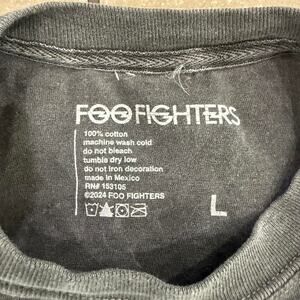 FOO FIGHTERS
100% cotton
machine wash cold
do not bleach
tumble dry low
do not iron decoration
made in Mexico
RN# 153105
©2024 FOO FIGHTERS
L